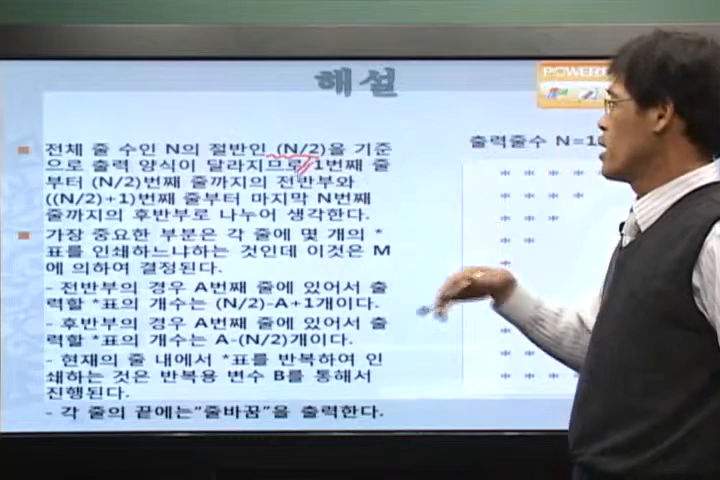 해설
전체 줄 수인 N의 절반인 (N/2)을 기준
으로 출력 양식이 달라지므로 1번째 줄
부터 (N/2)번째 줄까지의 전반부와
((N/2)+1)번째 줄부터 마지막 N번째
줄까지의 후반부로 나누어 생각한다.
가장 중요한 부분은 각 줄에 몇 개의 *
표를 인쇄하느냐하는 것인데 이것은 M
에 의하여 결정된다.
- 전반부의 경우 A번째 줄에 있어서 출
력할 *표의 개수는 (N/2)-A+1개이다.
- 후반부의 경우 A번째 줄에 있어서 출
력할 *표의 개수는 A-(N/2)개이다.
- 현재의 줄 내에서 *표를 반복하여 인
쇄하는 것은 반복용 변수 B를 통해서
진행된다.
- 각 줄의 끝에는"줄바꿈"을 출력한다.
출력줄수 N=1
* * * *
* * * *
* * *
* *
*
*
* *
* * *